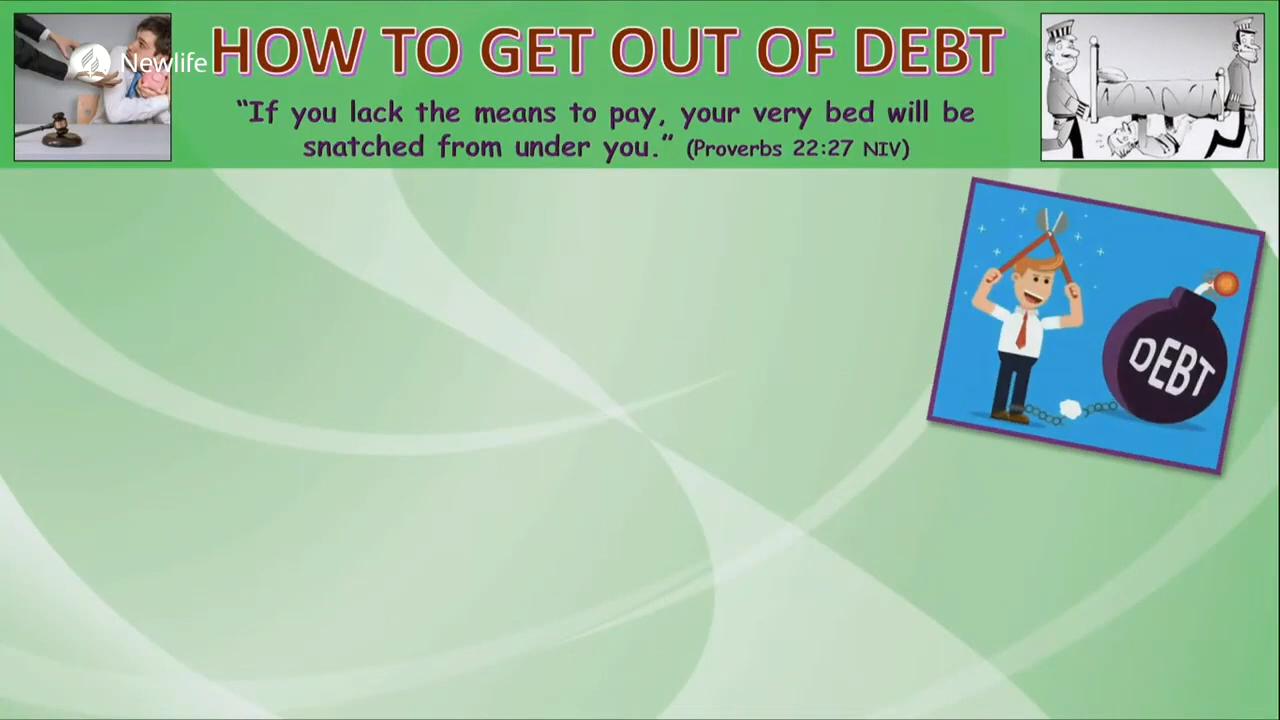 Newlife
HOW TO GET OUT OF DEBT
“If you lack the means to pay, your very bed will be
snatched from under you.” (Proverbs 22:27 NIV)
DEBT